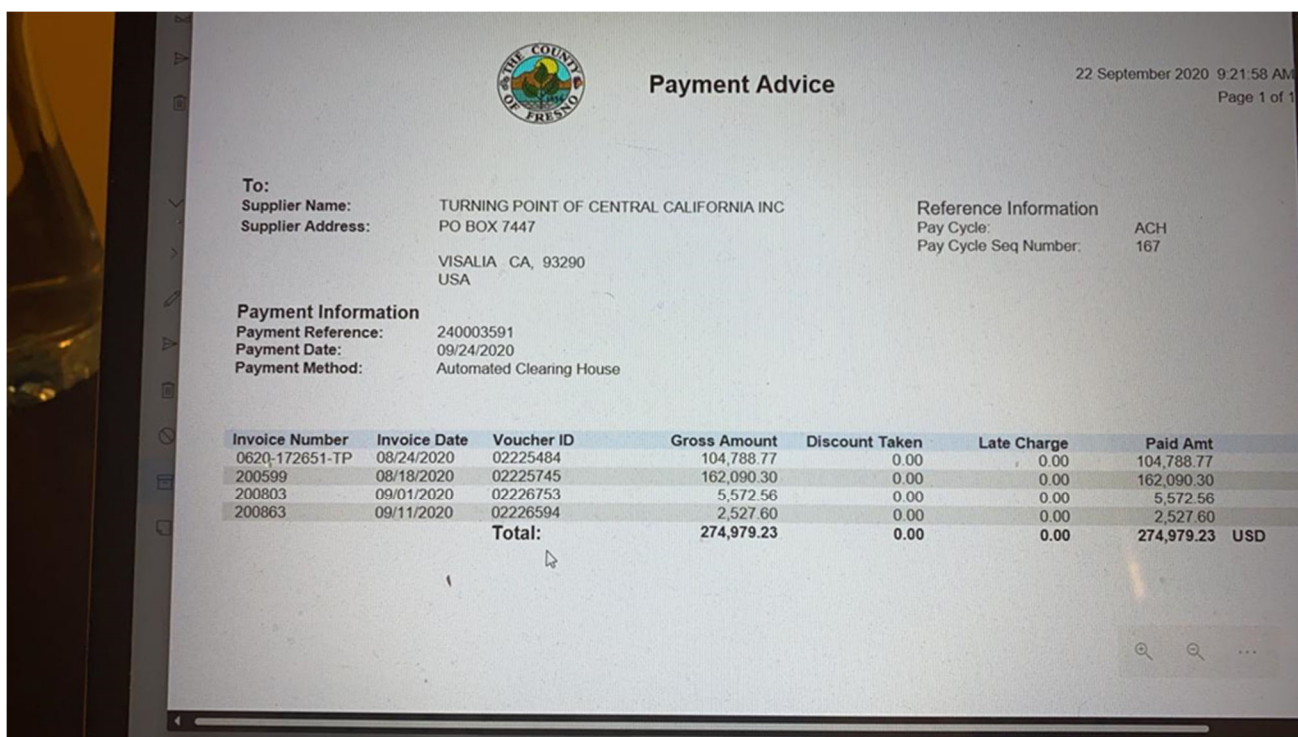 THE COUNTY OF FRESNO
Payment Advice
22 September 2020 9:21:58 AM
Page 1 of 1
To:
Supplier Name: TURNING POINT OF CENTRAL CALIFORNIA INC
Supplier Address: PO BOX 7447
VISALIA CA, 93290
USA
Reference Information
Pay Cycle: ACH
Pay Cycle Seq Number: 167
Payment Information
Payment Reference: 240003591
Payment Date: 09/24/2020
Payment Method: Automated Clearing House
Invoice Number Invoice Date Voucher ID Gross Amount Discount Taken Late Charge Paid Amt
0620-172651-TP 08/24/2020 02225484 104,788.77 0.00 0.00 104,788.77
200599 08/18/2020 02225745 162,090.30 0.00 0.00 162,090.30
200803 09/01/2020 02226753 5,572.56 0.00 0.00 5,572.56
200863 09/11/2020 02226594 2,527.60 0.00 0.00 2,527.60
Total: 274,979.23 0.00 0.00 274,979.23 USD